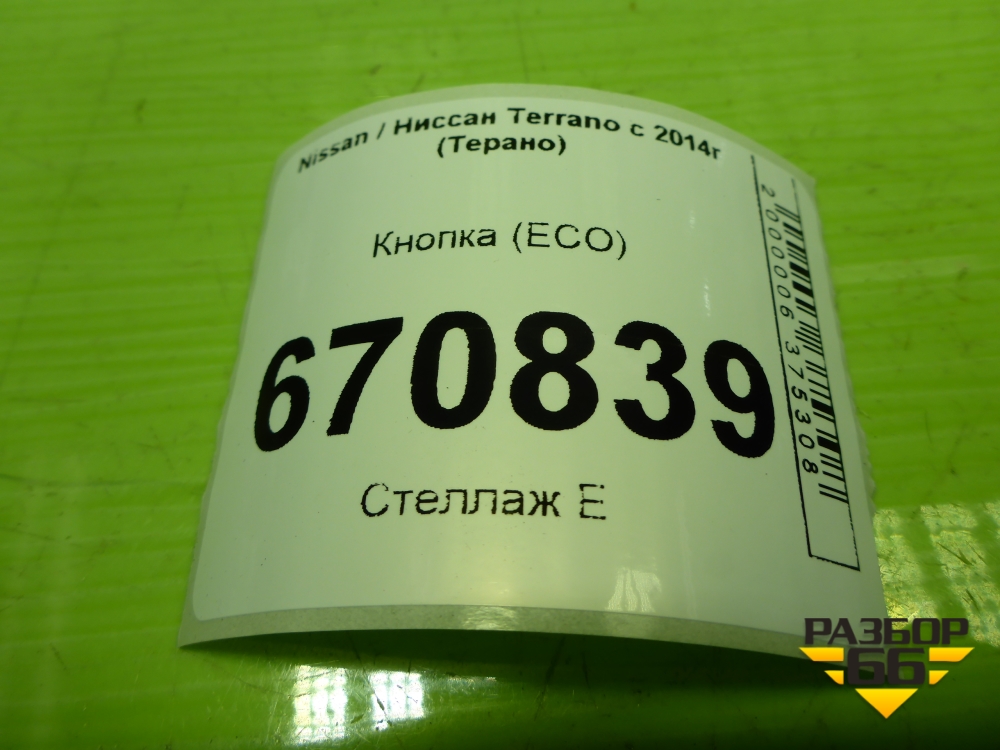 Nissan / Ниссан Terrano с 2014г
(Терано)
Кнопка (ECO)
670839
Стеллаж Е
2000006375308
РАЗБОР
66